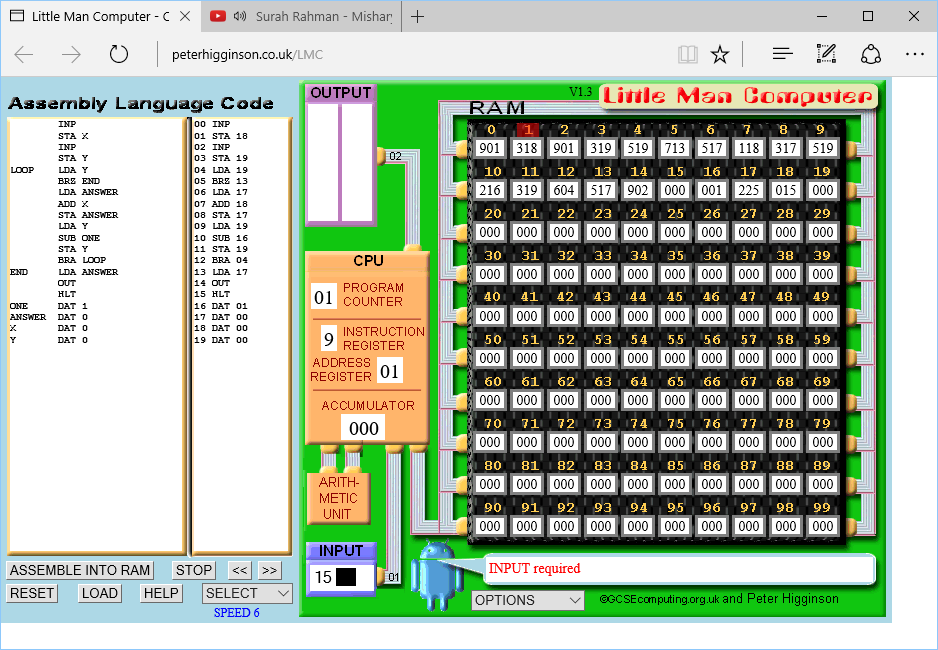 Little Man Computer - C
Surah Rahman - Mishar
peterhigginson.co.uk/LMC
Assembly Language Code
OUTPUT
V1.3
Little Man Computer
RAM
INP
STA X
INP
STA Y
LOOP LDA Y
BRZ END
LDA ANSWER
ADD X
STA ANSWER
LDA Y
SUB ONE
STA Y
BRA LOOP
END LDA ANSWER
OUT
HLT
ONE DAT 1
ANSWER DAT 0
X DAT 0
Y DAT 0
00 INP
01 STA 18
02 INP
03 STA 19
04 LDA 19
05 BRZ 13
06 LDA 17
07 ADD 18
08 STA 17
09 LDA 19
10 SUB 16
11 STA 19
12 BRA 04
13 LDA 17
14 OUT
15 HLT
16 DAT 01
17 DAT 00
18 DAT 00
19 DAT 00
02
CPU
01 PROGRAM
COUNTER
9 INSTRUCTION
REGISTER
ADDRESS
REGISTER 01
ACCUMULATOR
000
ARITH-
METIC
UNIT
INPUT
15
01
0 1 2 3 4 5 6 7 8 9
901 318 901 319 519 713 517 118 317 519
10 11 12 13 14 15 16 17 18 19
216 319 604 517 902 000 001 225 015 000
20 21 22 23 24 25 26 27 28 29
000 000 000 000 000 000 000 000 000 000
30 31 32 33 34 35 36 37 38 39
000 000 000 000 000 000 000 000 000 000
40 41 42 43 44 45 46 47 48 49
000 000 000 000 000 000 000 000 000 000
50 51 52 53 54 55 56 57 58 59
000 000 000 000 000 000 000 000 000 000
60 61 62 63 64 65 66 67 68 69
000 000 000 000 000 000 000 000 000 000
70 71 72 73 74 75 76 77 78 79
000 000 000 000 000 000 000 000 000 000
80 81 82 83 84 85 86 87 88 89
000 000 000 000 000 000 000 000 000 000
90 91 92 93 94 95 96 97 98 99
000 000 000 000 000 000 000 000 000 000
INPUT required
ASSEMBLE INTO RAM STOP << >>
RESET LOAD HELP SELECT
SPEED 6
OPTIONS
©GCSEcomputing.org.uk and Peter Higginson